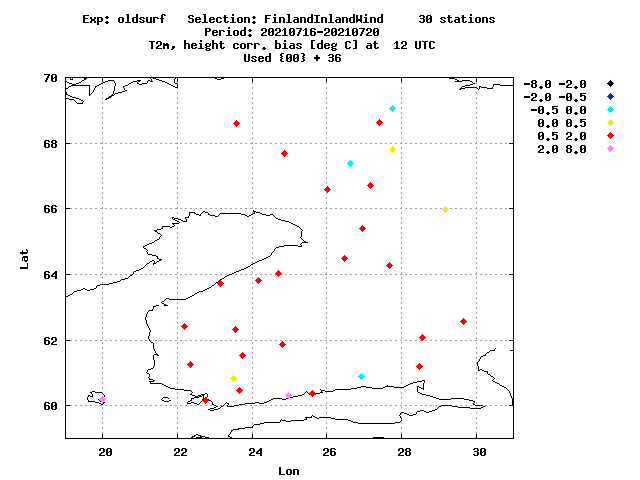 Exp: oldsurf Selection: FinlandInlandWind 30 stations
Period: 20210716-20210720
T2m, height corr. bias [deg C] at 12 UTC
Used {00} + 36
70
68
66
64
62
60
Lat
20 22 24 26 28 30
Lon
-8.0 -2.0
-2.0 -0.5
-0.5 0.0
0.0 0.5
0.5 2.0
2.0 8.0